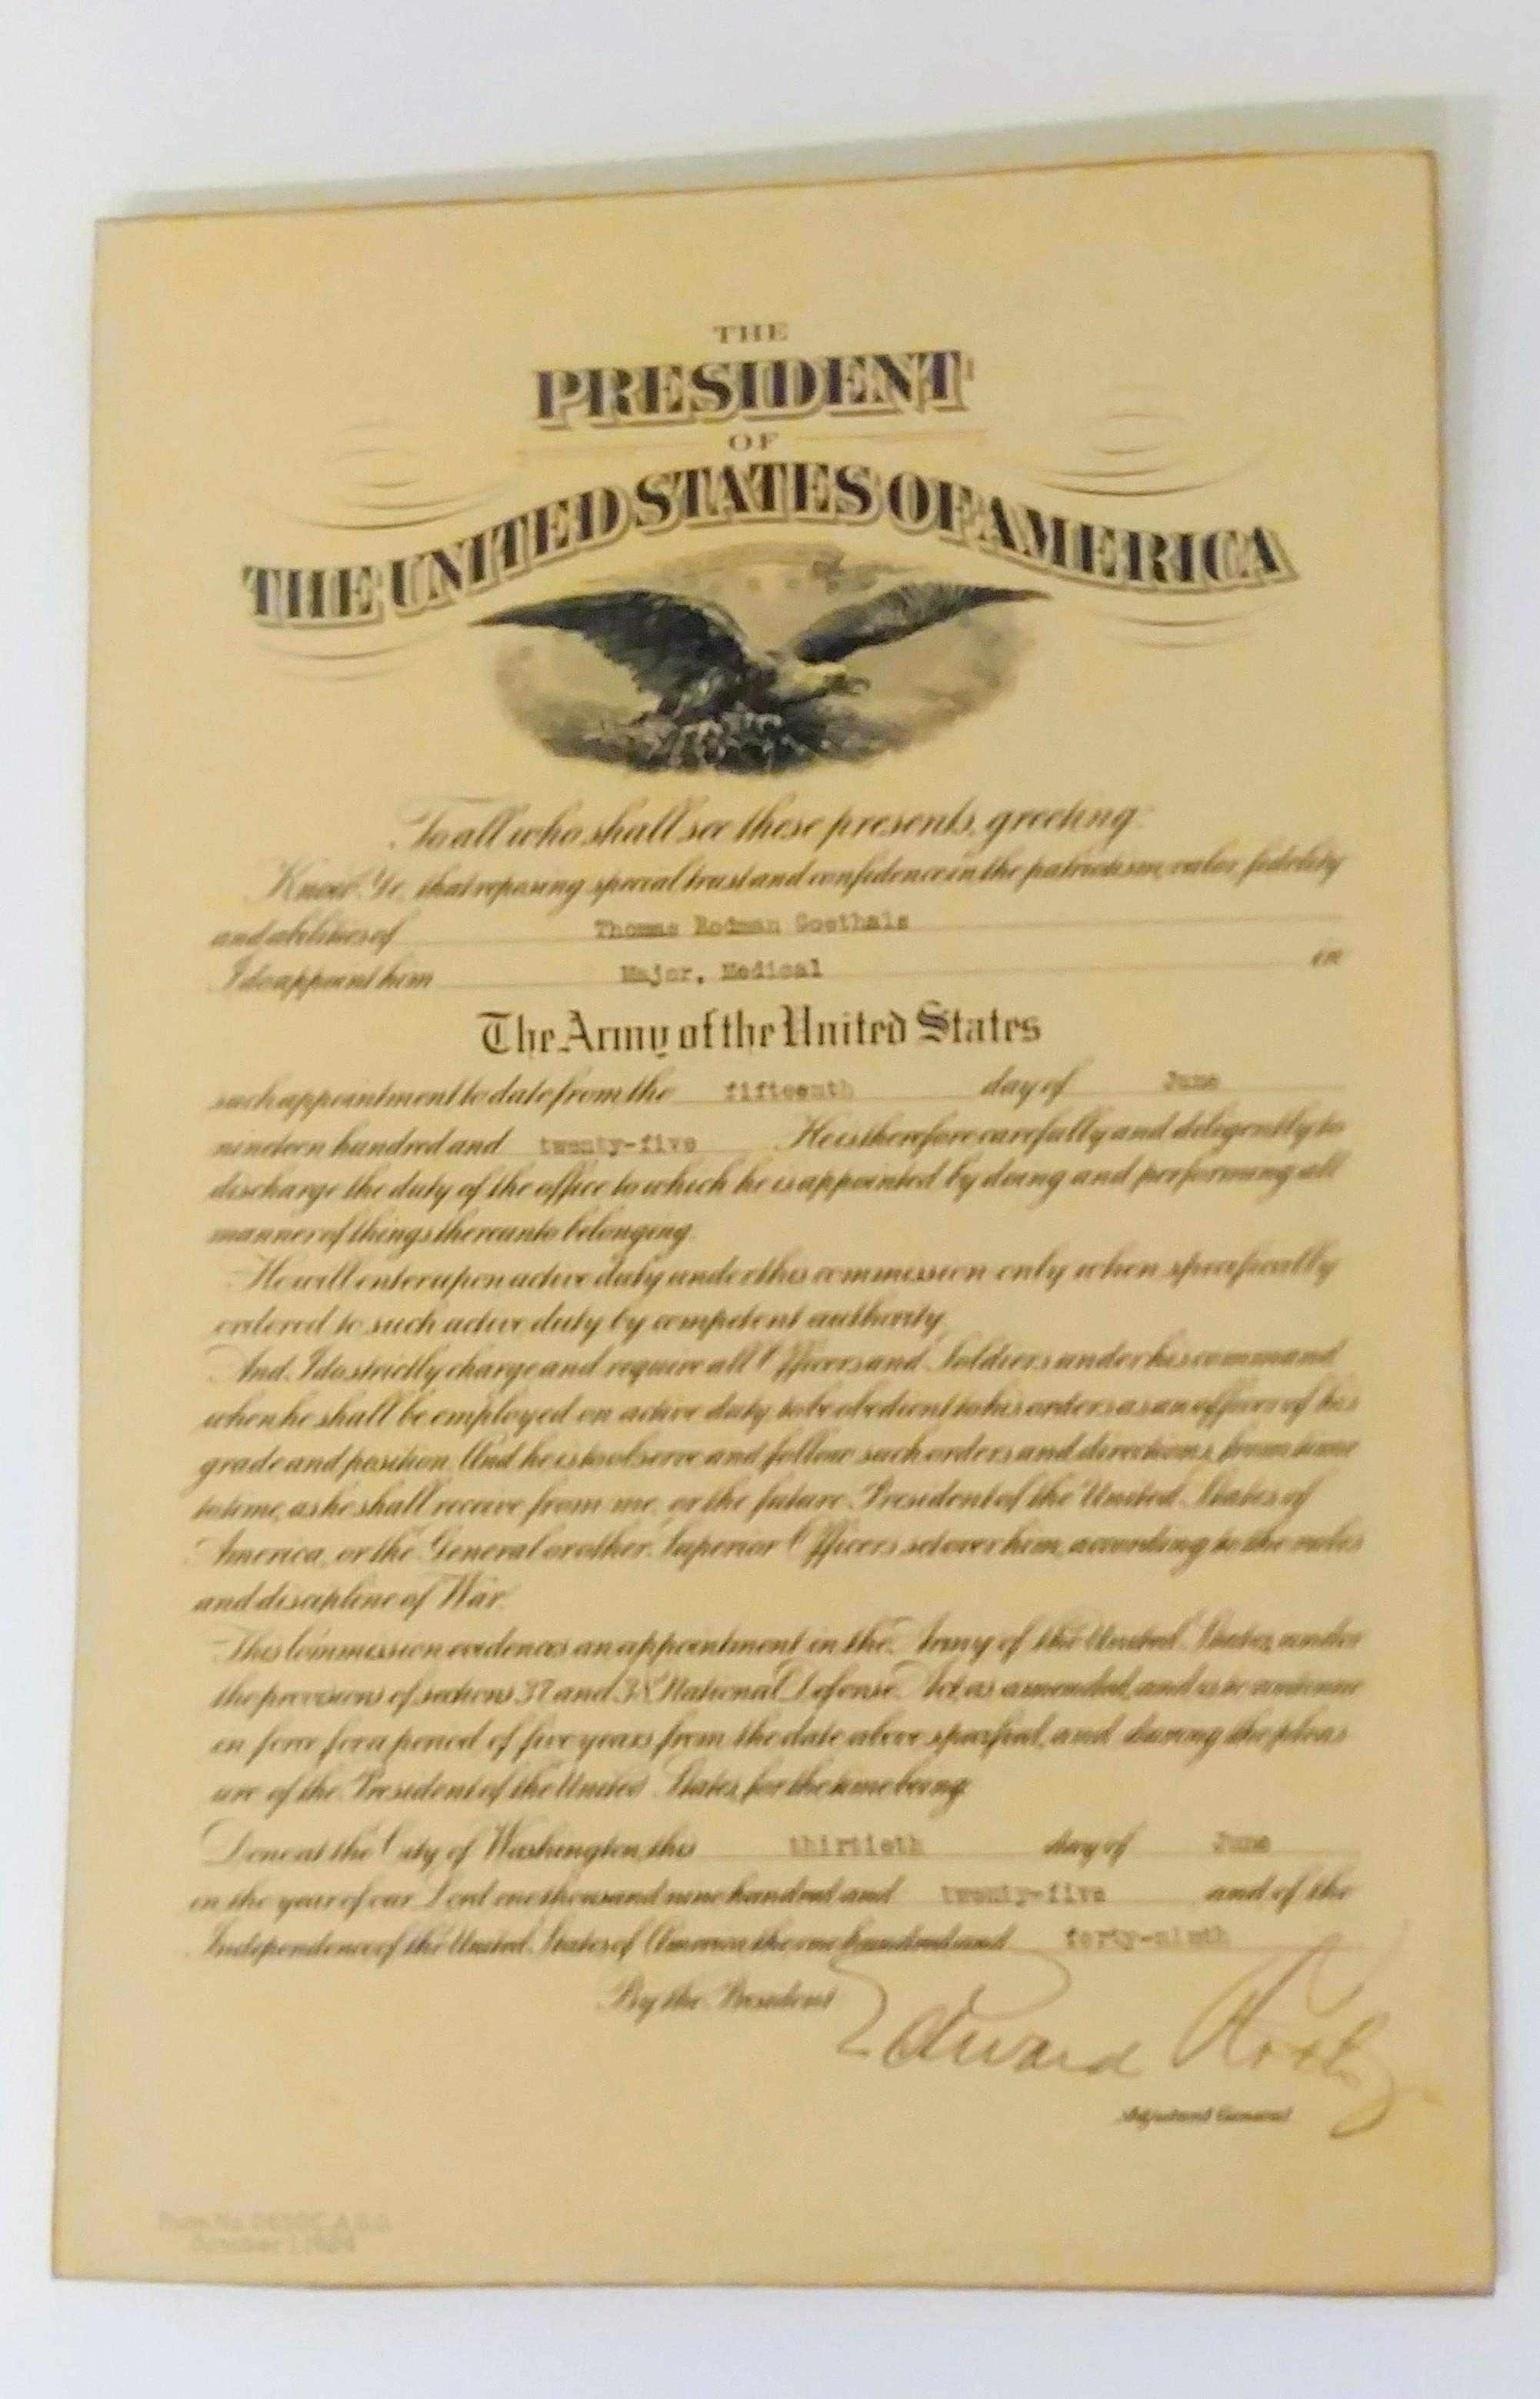 THE
PRESIDENT
OF
THE UNITED STATES OF AMERICA
To all who shall see these presents, greeting:
Know Ye, that reposing special trust and confidence in the patriotism, valor, fidelity
and abilities of Thomas Rodman Goethals
I do appoint him Major, Medical in
The Army of the United States
such appointment to date from the fifteenth day of June
nineteen hundred and twenty-five He is therefore carefully and diligently to
discharge the duty of the office to which he is appointed by doing and performing all
manner of things thereunto belonging.
He will enter upon active duty under this commission only when specifically
ordered to such active duty by competent authority.
And I do strictly charge and require all Officers and Soldiers under his command
when he shall be employed on active duty to be obedient to his orders as an officer of his
grade and position. And he is to observe and follow such orders and directions, from time
to time, as he shall receive from me, or the future President of the United States of
America, or the General or other Superior Officers set over him, according to the rules
and discipline of War.
This Commission evidences an appointment in the Army of the United States, under
the provisions of sections 37 and 38 National Defense Act as amended, and is to continue
in force for a period of five years from the date above specified, and during the pleas
ure of the President of the United States, for the time being.
Done at the City of Washington, this thirtieth day of June
in the year of our Lord one thousand nine hundred and twenty-five and of the
Independence of the United States of America the one hundred and forty-ninth
By the President
Edward
Adjutant General
Form No. A.G.O.
October 1, 1924